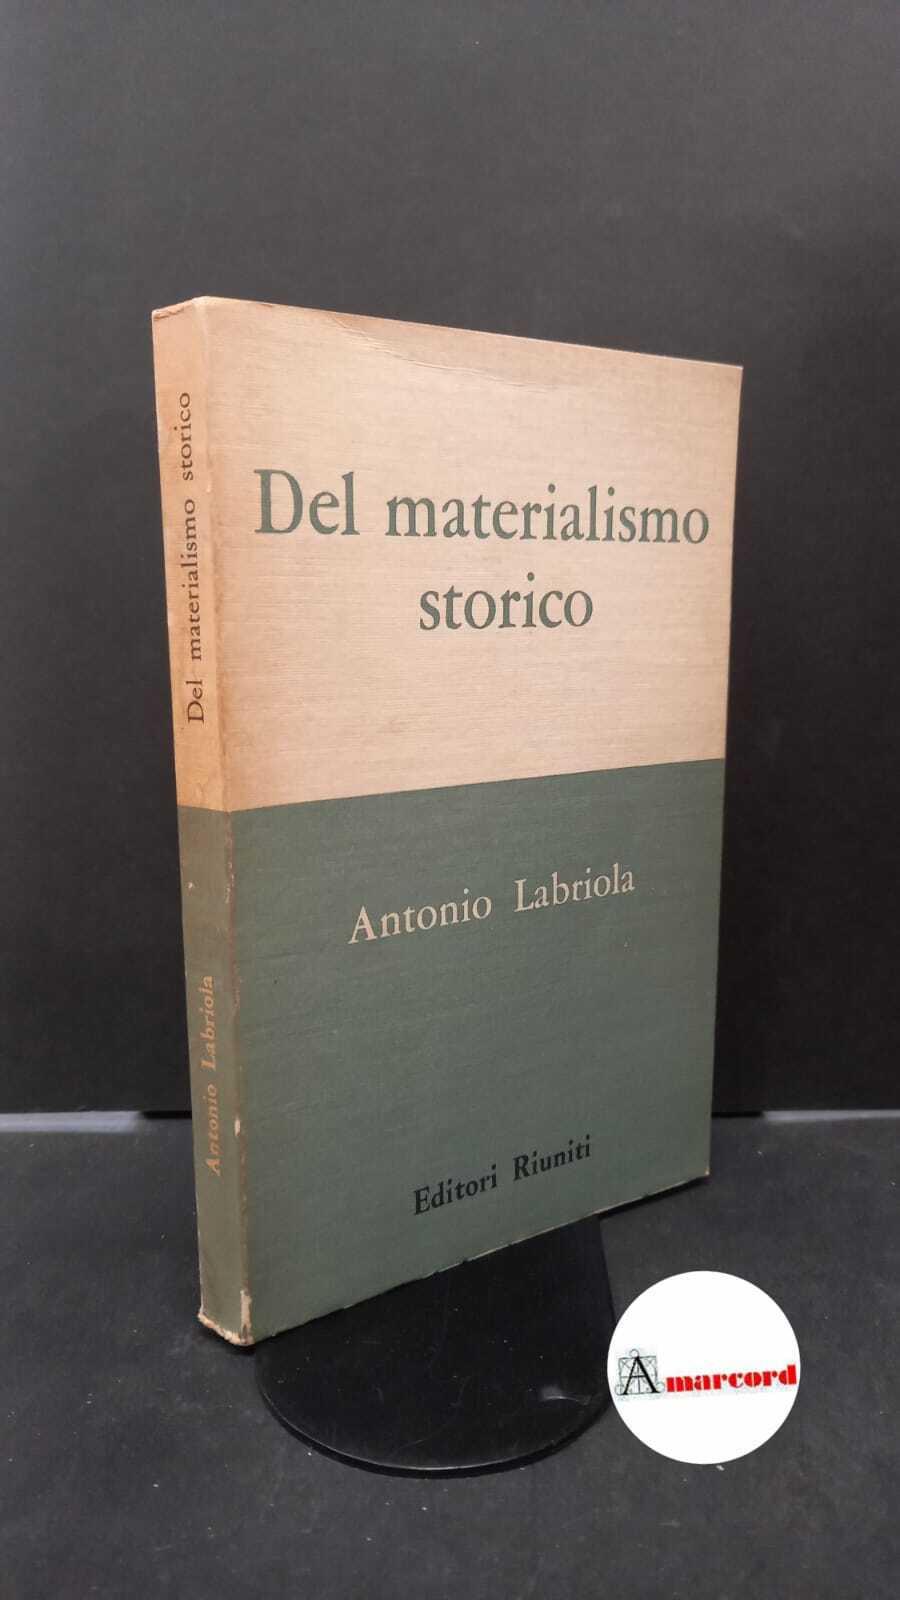 Del materialismo storico
Antonio Labriola
Del materialismo
storico
Antonio Labriola
Editori Riuniti
Amarcord